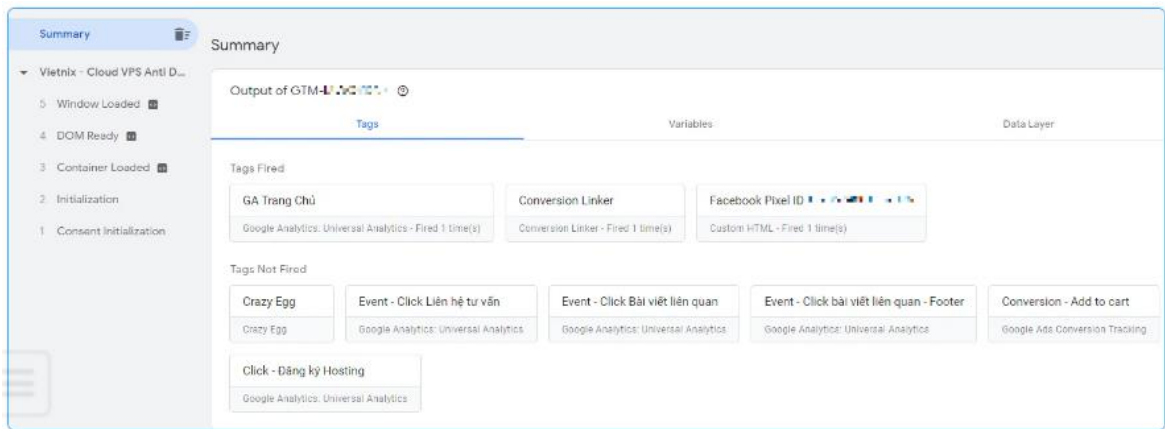 Summary
Vietnix - Cloud VPS Anti D...
5 Window Loaded
4 DOM Ready
3 Container Loaded
2 Initialization
1 Consent Initialization
Summary
Output of GTM-
Tags Variables Data Layer
Tags Fired
GA Trang Chủ Conversion Linker Facebook Pixel ID
Google Analytics: Universal Analytics - Fired 1 time(s) Conversion Linker - Fired 1 time(s) Custom HTML - Fired 1 time(s)
Tags Not Fired
Crazy Egg Event - Click Liên hệ tư vấn Event - Click Bài viết liên quan Event - Click bài viết liên quan - Footer Conversion - Add to cart
Crazy Egg Google Analytics: Universal Analytics Google Analytics: Universal Analytics Google Analytics: Universal Analytics Google Ads Conversion Tracking
Click - Đăng ký Hosting
Google Analytics: Universal Analytics